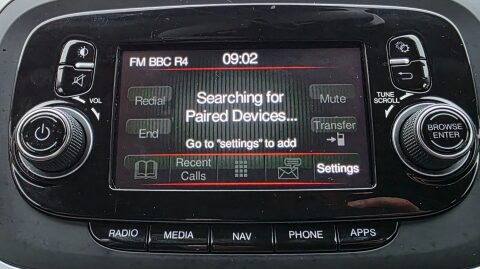 FM BBC R4 09:02
Searching for
Paired Devices...
Go to "settings" to add
Redial
End
Mute
Transfer
Recent
Calls
Settings
VOL
TUNE
SCROLL
BROWSE
ENTER
RADIO MEDIA NAV PHONE APPS